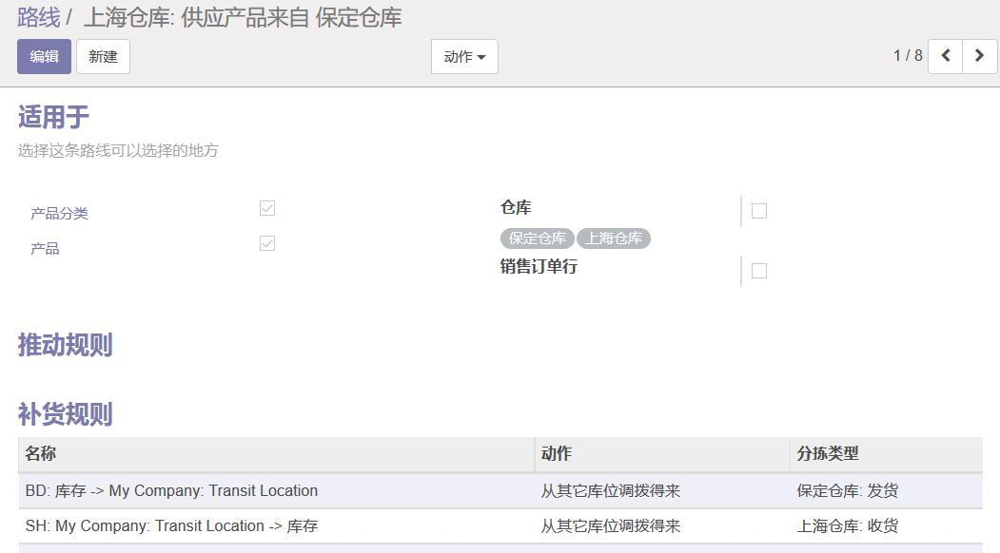 路线 / 上海仓库: 供应产品来自 保定仓库
编辑 新建 动作 1 / 8
适用于
选择这条路线可以选择的地方
产品分类 仓库
保定仓库 上海仓库
产品
销售订单行
推动规则
补货规则
名称 动作 分拣类型
BD: 库存 -> My Company: Transit Location 从其它库位调拨得来 保定仓库: 发货
SH: My Company: Transit Location -> 库存 从其它库位调拨得来 上海仓库: 收货